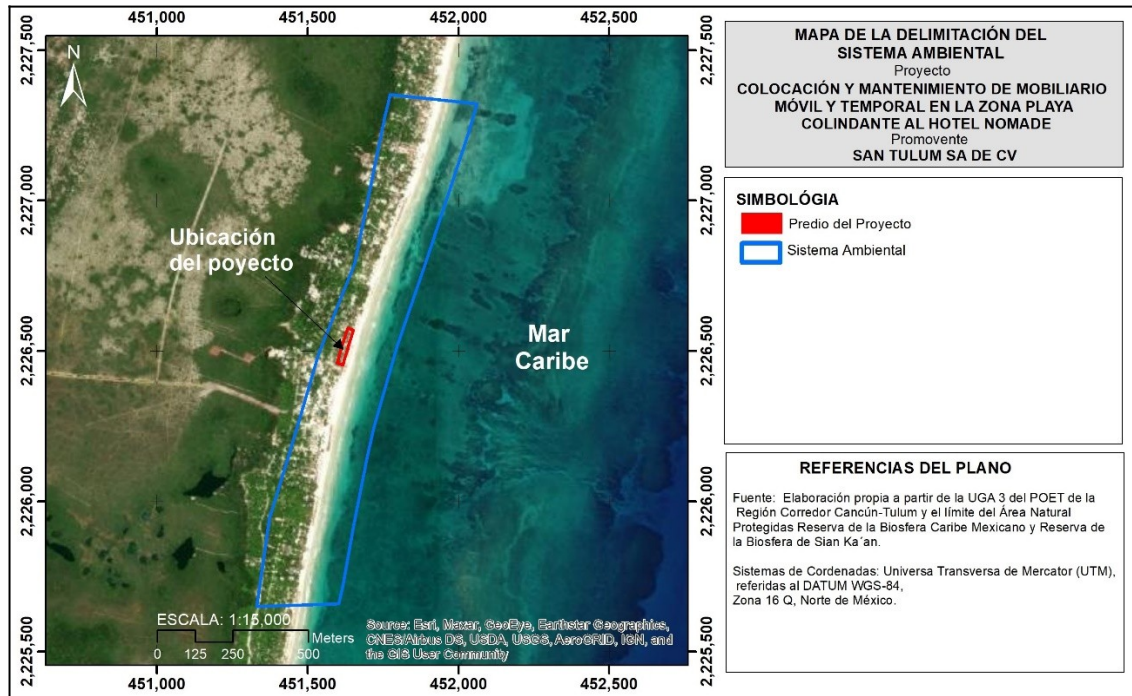 451,000
451,500
452,000
452,500
2,227,500
2,227,500
N
2,227,000
2,227,000
Ubicación
del poyecto
Mar
Caribe
2,226,500
2,226,500
2,226,000
2,226,000
ESCALA: 1:15,000
Meters
0 125 250 500
Source: Esri, Maxar, GeoEye, Earthstar Geographics,
CNES/Airbus DS, USDA, USGS, AeroGRID, IGN, and
the GIS User Community
2,225,500
2,225,500
451,000
451,500
452,000
452,500
MAPA DE LA DELIMITACIÓN DEL
SISTEMA AMBIENTAL
Proyecto
COLOCACIÓN Y MANTENIMIENTO DE MOBILIARIO
MÓVIL Y TEMPORAL EN LA ZONA PLAYA
COLINDANTE AL HOTEL NOMADE
Promovente
SAN TULUM SA DE CV
SIMBOLÓGIA
Predio del Proyecto
Sistema Ambiental
REFERENCIAS DEL PLANO
Fuente: Elaboración propia a partir de la UGA 3 del POET de la
Región Corredor Cancún-Tulum y el límite del Área Natural
Protegidas Reserva de la Biosfera Caribe Mexicano y Reserva de
la Biosfera de Sian Ka´an.
Sistemas de Cordenadas: Universa Transversa de Mercator (UTM),
referidas al DATUM WGS-84,
Zona 16 Q, Norte de México.